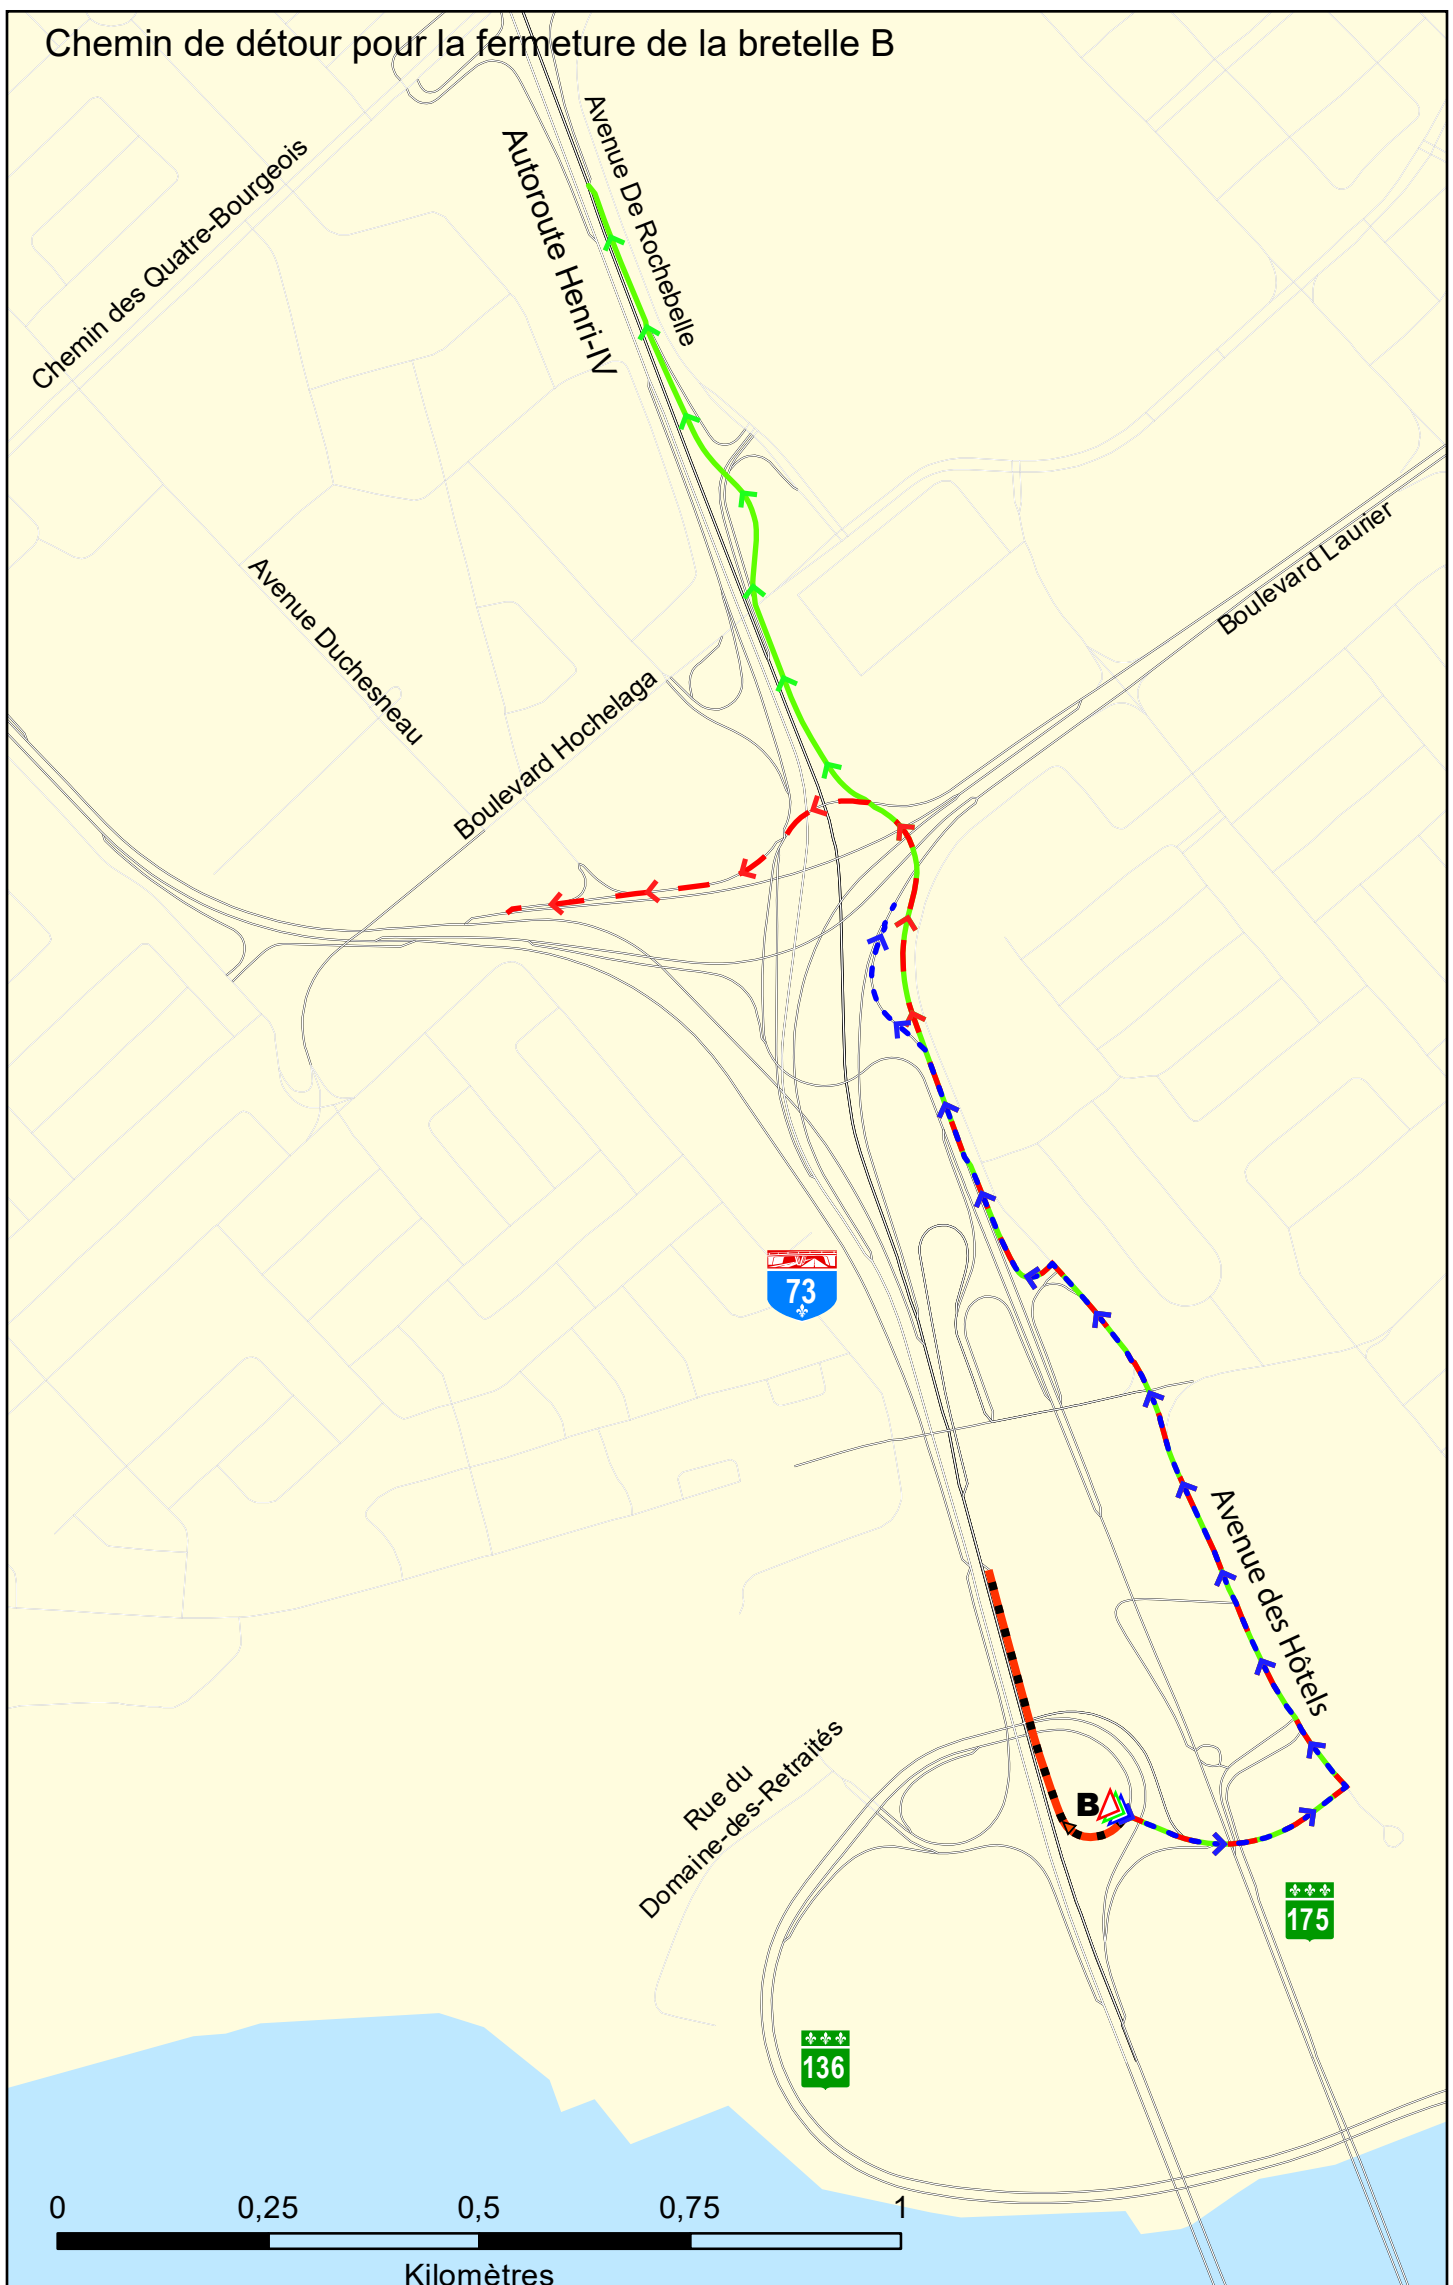 Chemin de détour pour la fermeture de la bretelle B
Avenue De Rochebelle
Autoroute Henri-IV
Chemin des Quatre-Bourgeois
Boulevard Laurier
Avenue Duchesneau
Boulevard Hochelaga
73
Avenue des Hôtels
Rue du
Domaine-des-Retraités
B
175
136
0 0,25 0,5 0,75 1
Kilomètres